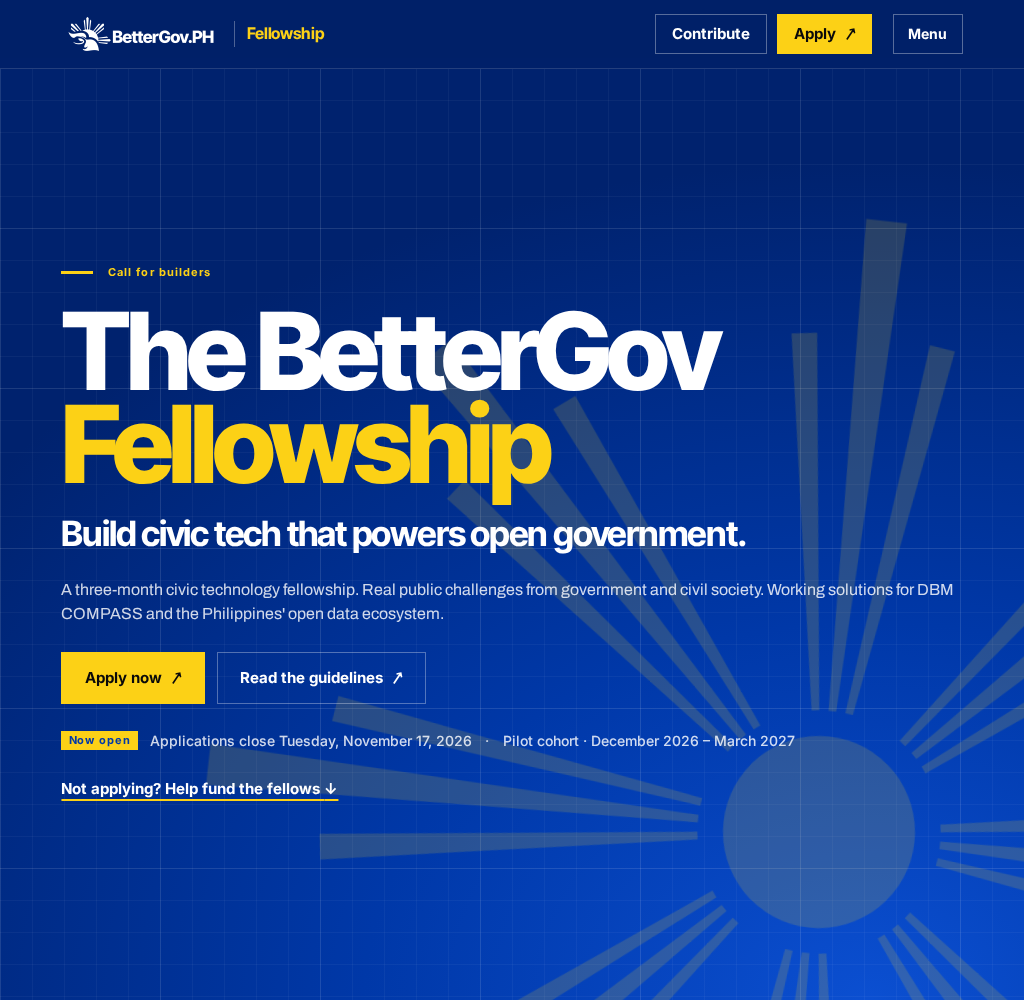 BetterGov.PH
Fellowship
Contribute
Apply ↗
Menu
Call for builders
The BetterGov
Fellowship
Build civic tech that powers open government.
A three-month civic technology fellowship. Real public challenges from government and civil society. Working solutions for DBM
COMPASS and the Philippines' open data ecosystem.
Apply now ↗
Read the guidelines ↗
Now open Applications close Tuesday, November 17, 2026 · Pilot cohort · December 2026 – March 2027
Not applying? Help fund the fellows ↓